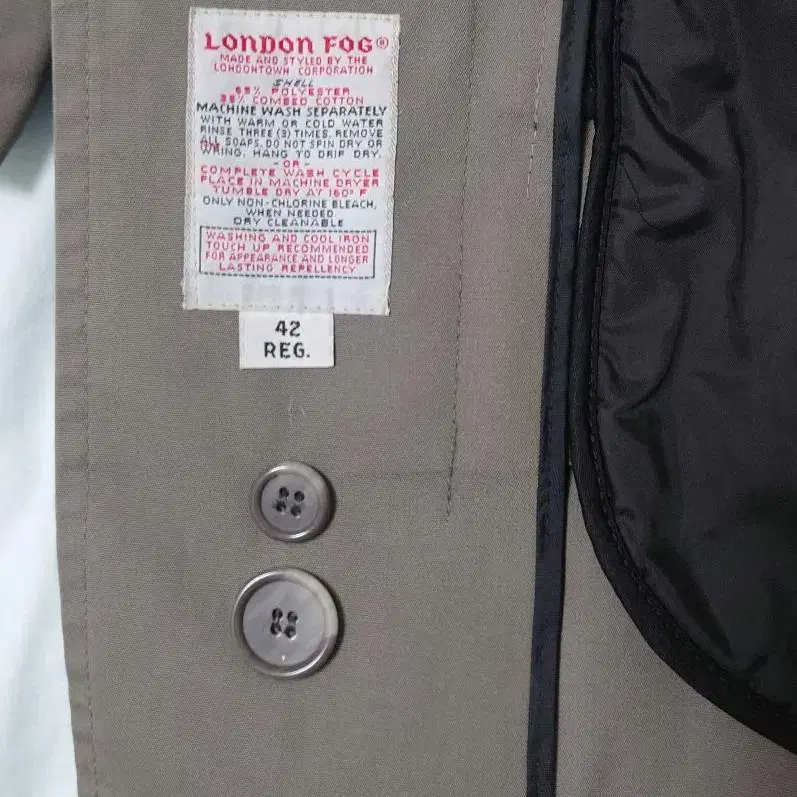 LONDON FOG®
MADE AND STYLED BY THE
LONDONTOWN CORPORATION
SHELL
65% POLYESTER
35% COMBED COTTON
MACHINE WASH SEPARATELY
WITH WARM OR COLD WATER
RINSE THREE (3) TIMES. REMOVE
ALL SOAPS. DO NOT SPIN DRY OR
WRING. HANG TO DRIP DRY.
-OR-
COMPLETE WASH CYCLE
PLACE IN MACHINE DRYER
TUMBLE DRY AT 160° F
ONLY NON-CHLORINE BLEACH,
WHEN NEEDED
DRY CLEANABLE
WASHING AND COOL IRON
TOUCH UP RECOMMENDED
FOR APPEARANCE AND LONGER
LASTING REPELLENCY
42
REG.